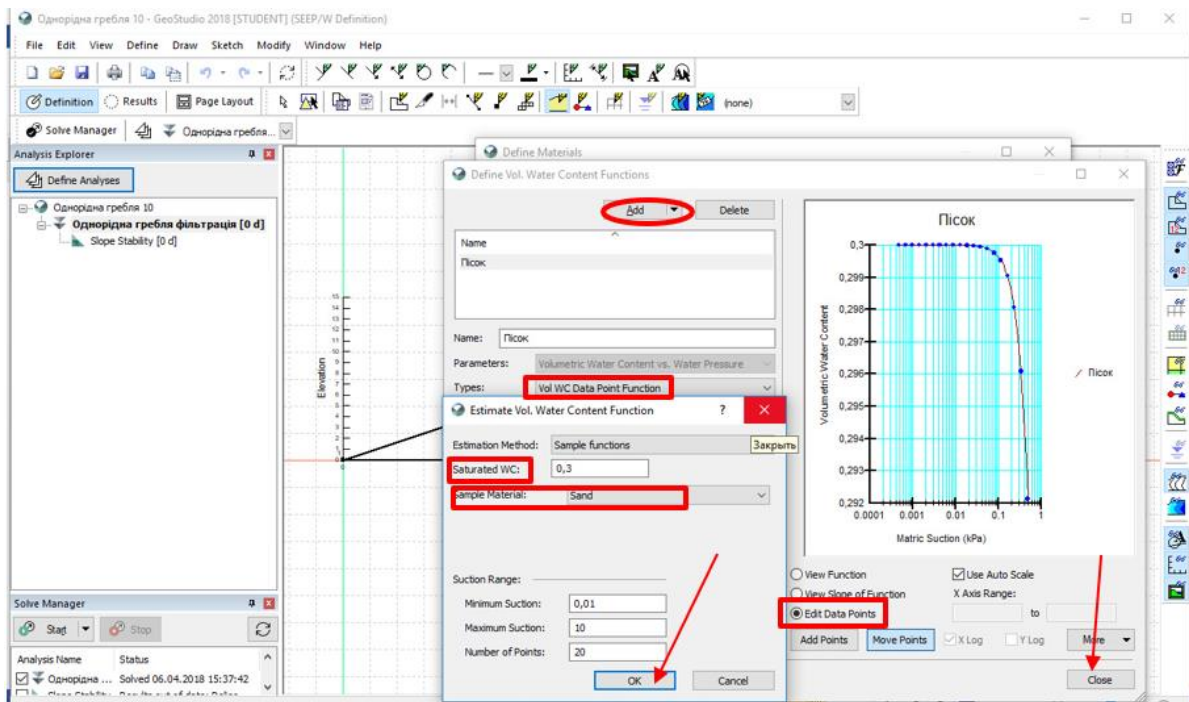 Однорідна гребля 10 - GeoStudio 2018 [STUDENT] (SEEP/W Definition)
File Edit View Define Draw Sketch Modify Window Help
Definition Results Page Layout (none)
Solve Manager Однорідна гребля...
Analysis Explorer
Define Analyses
Однорідна гребля 10
Однорідна гребля фільтрація [0 d]
Slope Stability [0 d]
Elevation
Define Materials
Define Vol. Water Content Functions
Add Delete
Name
Пісок
Name: Пісок
Parameters: Volumetric Water Content vs. Water Pressure
Types: Vol WC Data Point Function
Estimate Vol. Water Content Function ?
Estimation Method: Sample functions
Закрыть
Saturated WC: 0,3
Sample Material: Sand
Suction Range:
Minimum Suction: 0,01
Maximum Suction: 10
Number of Points: 20
OK Cancel
Пісок
Volumetric Water Content
0,3
0,299
0,298
0,297
0,296
0,295
0,294
0,293
0,292
0.0001 0.001 0.01 0.1 1
Matric Suction (kPa)
Пісок
View Function Use Auto Scale
View Slope of Function X Axis Range:
Edit Data Points to
Add Points Move Points X Log Y Log More
Close
Solve Manager
Start Stop
Analysis Name Status
Однорідна ... Solved 06.04.2018 15:37:42